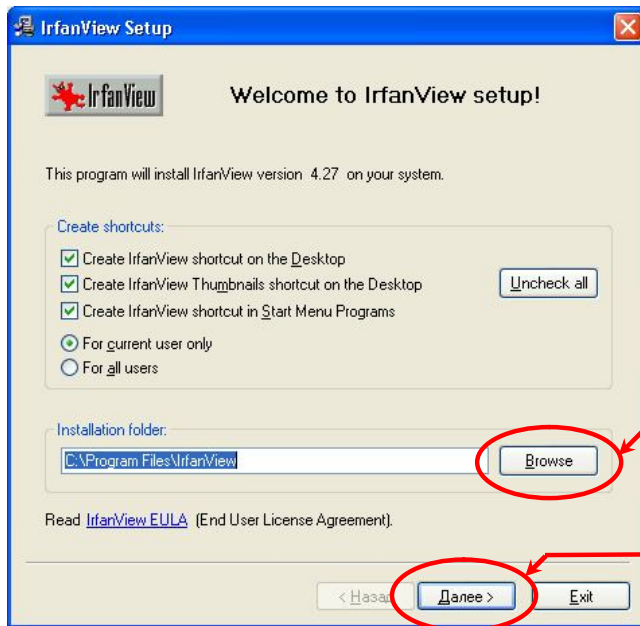 IrfanView Setup
IrfanView
Welcome to IrfanView setup!
This program will install IrfanView version 4.27 on your system.
Create shortcuts:
Create IrfanView shortcut on the Desktop
Create IrfanView Thumbnails shortcut on the Desktop
Uncheck all
Create IrfanView shortcut in Start Menu Programs
For current user only
For all users
Installation folder:
C:\Program Files\IrfanView
Browse
Read IrfanView EULA (End User License Agreement).
< Назад Далее > Exit